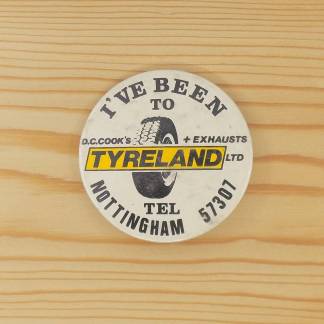 I'VE BEEN
TO
D.C.COOK'S + EXHAUSTS
TYRELAND LTD
TEL
NOTTINGHAM 57307